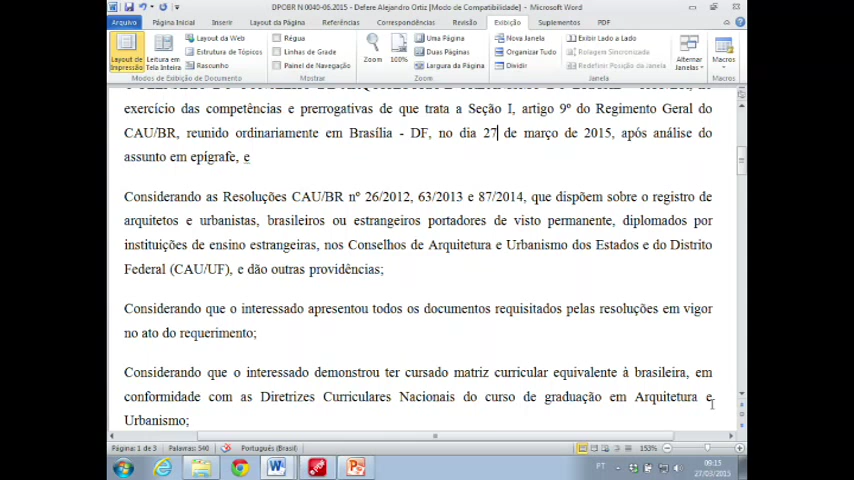 DPOBR N 0040-06.2015 - Defere Alejandro Ortiz [Modo de Compatibilidade] - Microsoft Word
Arquivo Página Inicial Inserir Layout da Página Referências Correspondências Revisão Exibição Suplementos PDF
Layout de Impressão
Leitura em Tela Inteira
Layout da Web
Estrutura de Tópicos
Rascunho
Modos de Exibição de Documento
Régua
Linhas de Grade
Painel de Navegação
Mostrar
Zoom
100%
Uma Página
Duas Páginas
Largura da Página
Zoom
Nova Janela
Organizar Tudo
Dividir
Exibir Lado a Lado
Rolagem Sincronizada
Redefinir Posição da Janela
Janela
Alternar Janelas
Macros
Macros
exercício das competências e prerrogativas de que trata a Seção I, artigo 9º do Regimento Geral do
CAU/BR, reunido ordinariamente em Brasília - DF, no dia 27 de março de 2015, após análise do
assunto em epígrafe, e
Considerando as Resoluções CAU/BR nº 26/2012, 63/2013 e 87/2014, que dispõem sobre o registro de
arquitetos e urbanistas, brasileiros ou estrangeiros portadores de visto permanente, diplomados por
instituições de ensino estrangeiras, nos Conselhos de Arquitetura e Urbanismo dos Estados e do Distrito
Federal (CAU/UF), e dão outras providências;
Considerando que o interessado apresentou todos os documentos requisitados pelas resoluções em vigor
no ato do requerimento;
Considerando que o interessado demonstrou ter cursado matriz curricular equivalente à brasileira, em
conformidade com as Diretrizes Curriculares Nacionais do curso de graduação em Arquitetura e
Urbanismo;
Página: 1 de 3 Palavras: 540 Português (Brasil) 153%
PT 09:15
27/03/2015